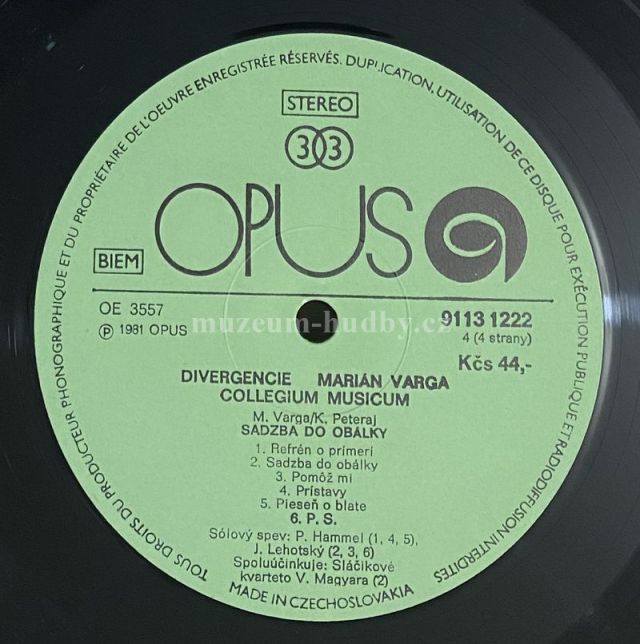 TOUS DROITS DU PRODUCTEUR PHONOGRAPHIQUE ET DU PROPRIÉTAIRE DE L'OEUVRE ENREGISTRÉE RÉSERVÉS. DUPLICATION, UTILISATION DE CE DISQUE POUR EXÉCUTION PUBLIQUE ET RADIODIFFUSION INTERDITES
STEREO
33
OPUS
BIEM
OE 3557
9113 1222
Ⓟ 1981 OPUS
muzeum-hudby.cz
4 (4 strany)
Kčs 44,-
DIVERGENCIE MARIÁN VARGA
COLLEGIUM MUSICUM
M. Varga/K. Peteraj
SADZBA DO OBÁLKY
1. Refrén o prímerí
2. Sadzba do obálky
3. Pomôž mi
4. Prístavy
5. Pieseň o blate
6. P. S.
Sólový spev: P. Hammel (1, 4, 5),
J. Lehotský (2, 3, 6)
Spoluúčinkuje: Sláčikové
kvarteto V. Magyara (2)
MADE IN CZECHOSLOVAKIA